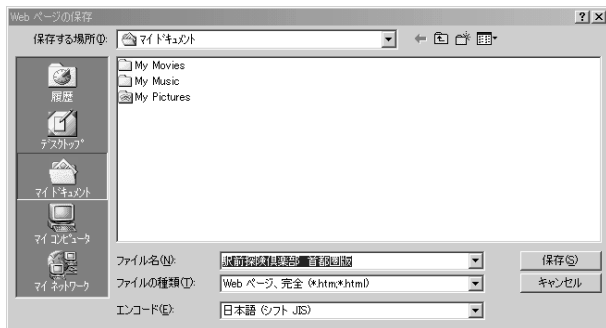 Web ページの保存
保存する場所(I): マイ ドキュメント
My Movies
My Music
My Pictures
履歴
デスクトップ
マイ ドキュメント
マイ コンピュータ
マイ ネットワーク
ファイル名(N): 駅前探険倶楽部 首都圏版 保存(S)
ファイルの種類(T): Web ページ、完全 (*.htm;*.html) キャンセル
エンコード(E): 日本語 (シフト JIS)